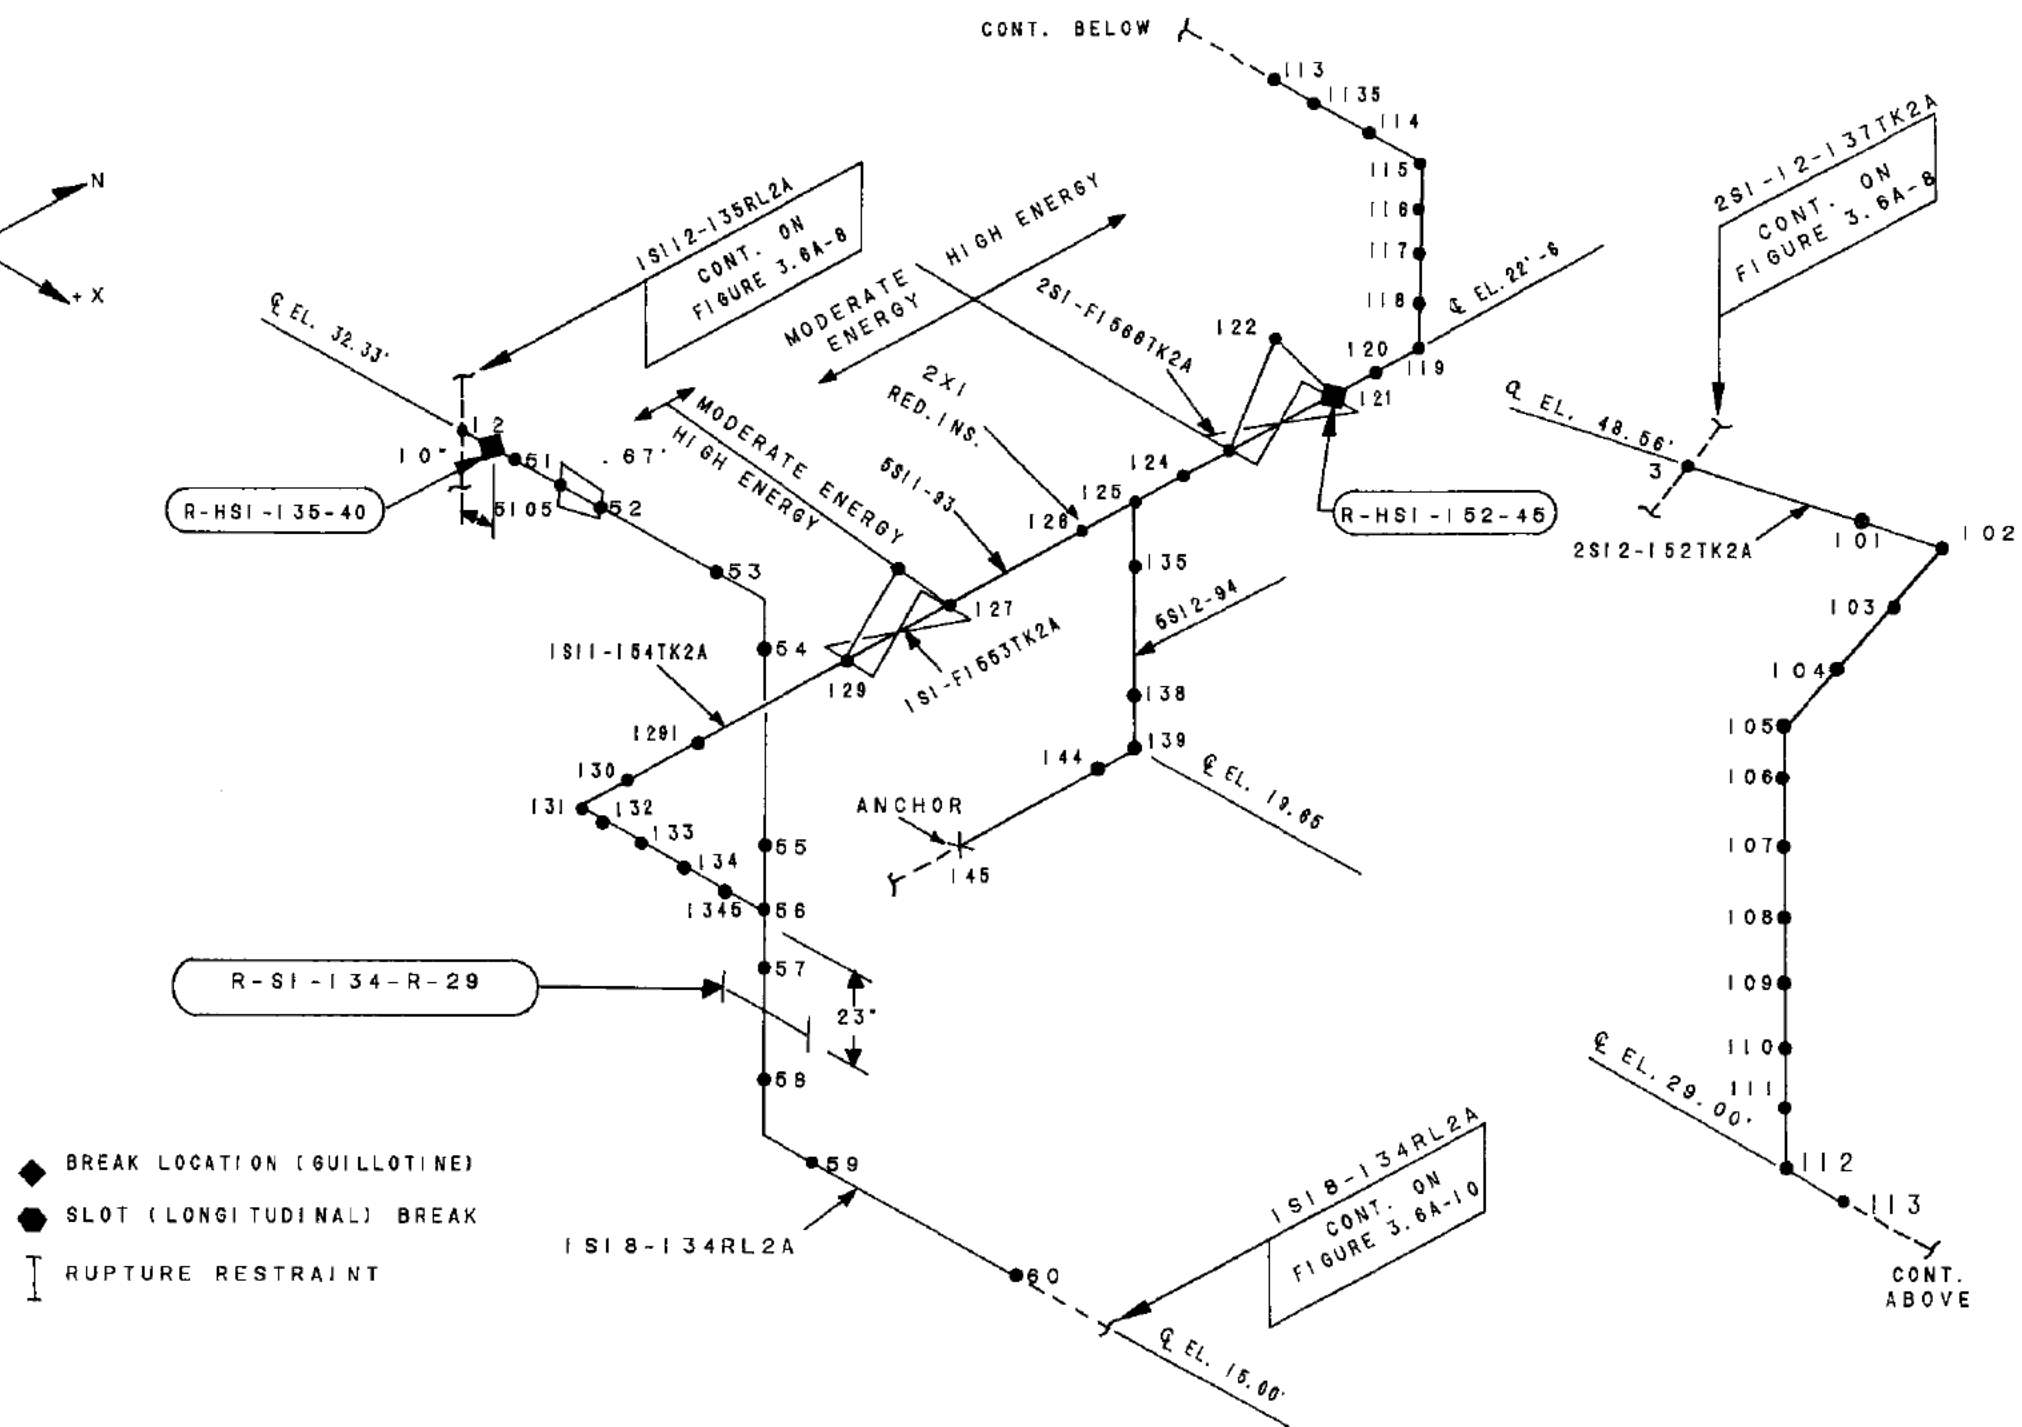 CONT. BELOW
113
1135
114
115
116
117
118
119
120
121
122
℄ EL. 22'-6
2SI-12-137TK2A
CONT. ON
FIGURE 3.6A-8
N
+X
1SI12-135RL2A
CONT. ON
FIGURE 3.6A-8
HIGH ENERGY
MODERATE
ENERGY
2SI-F1566TK2A
℄ EL. 32.33'
2X1
RED. INS.
MODERATE ENERGY
HIGH ENERGY
12
10"
51
.67'
5105
52
53
R-HSI-135-40
R-HSI-152-45
℄ EL. 48.56'
3
101
102
2SI2-152TK2A
103
104
105
106
107
108
109
110
111
112
113
℄ EL. 29.00'
CONT.
ABOVE
124
125
126
5SI1-93
127
135
6SI2-94
138
139
144
℄ EL. 19.65
ANCHOR
145
1SI-F1553TK2A
129
1SI1-154TK2A
1291
130
131
132
133
134
1345
54
55
56
57
58
23"
R-SI-134-R-29
59
60
1SI8-134RL2A
1SI8-134RL2A
CONT. ON
FIGURE 3.6A-10
℄ EL. 15.00'
BREAK LOCATION (GUILLOTINE)
SLOT (LONGITUDINAL) BREAK
RUPTURE RESTRAINT